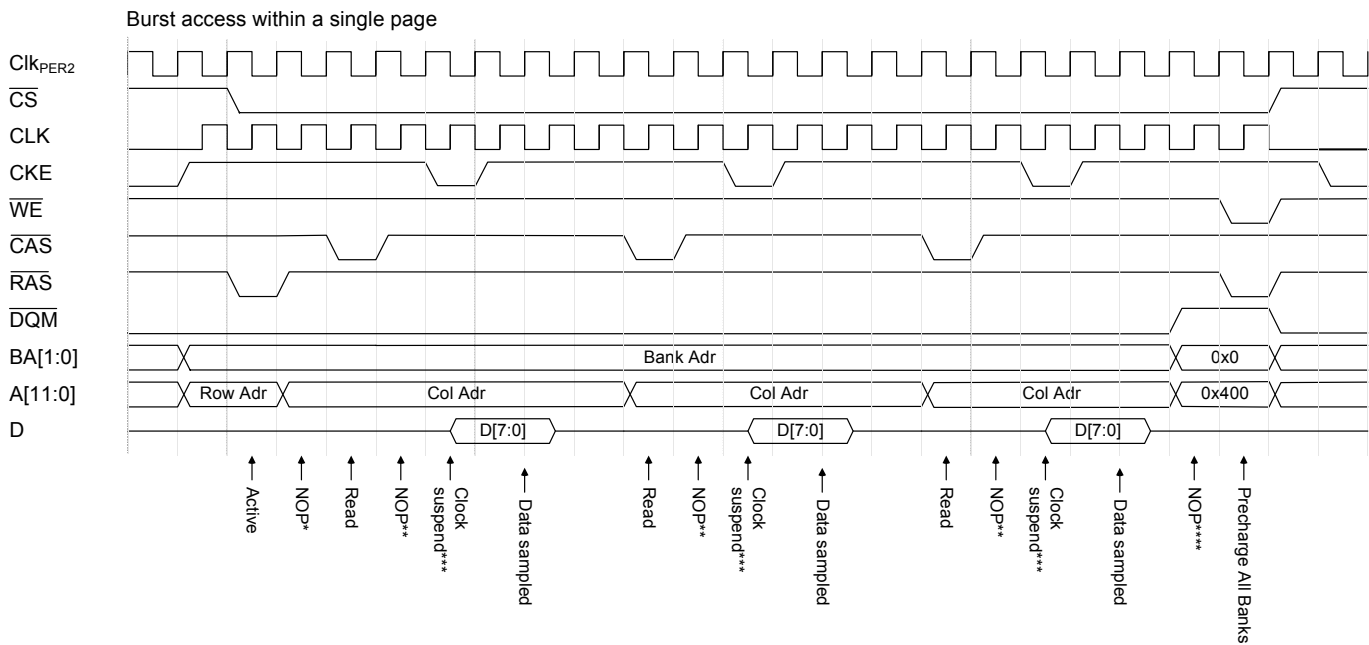 Burst access within a single page
ClkPER2
CS
CLK
CKE
WE
CAS
RAS
DQM
BA[1:0]
Bank Adr
0x0
A[11:0]
Row Adr
Col Adr
Col Adr
Col Adr
0x400
D
D[7:0]
D[7:0]
D[7:0]
Active
NOP*
Read
NOP**
Clock
suspend***
Data sampled
Read
NOP**
Clock
suspend***
Data sampled
Read
NOP**
Clock
suspend***
Data sampled
NOP****
Precharge All Banks